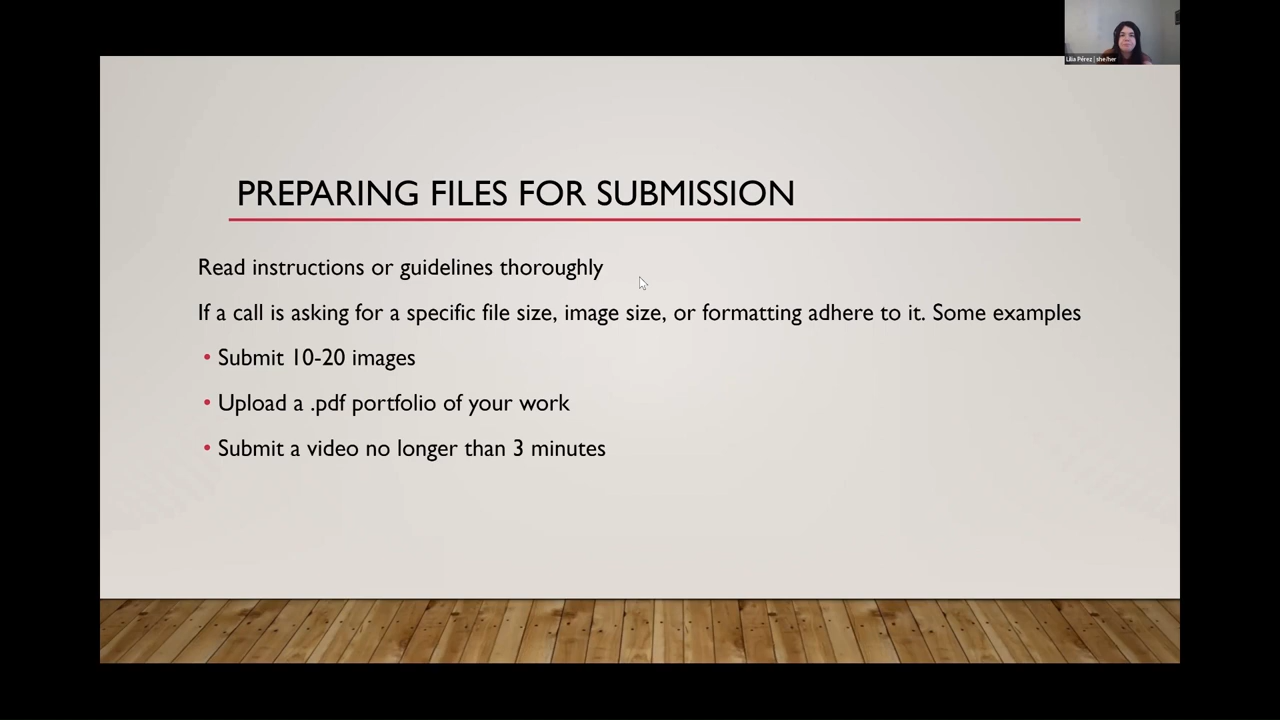 Lilia Pérez | she/her
PREPARING FILES FOR SUBMISSION
Read instructions or guidelines thoroughly
If a call is asking for a specific file size, image size, or formatting adhere to it. Some examples
• Submit 10-20 images
• Upload a .pdf portfolio of your work
• Submit a video no longer than 3 minutes